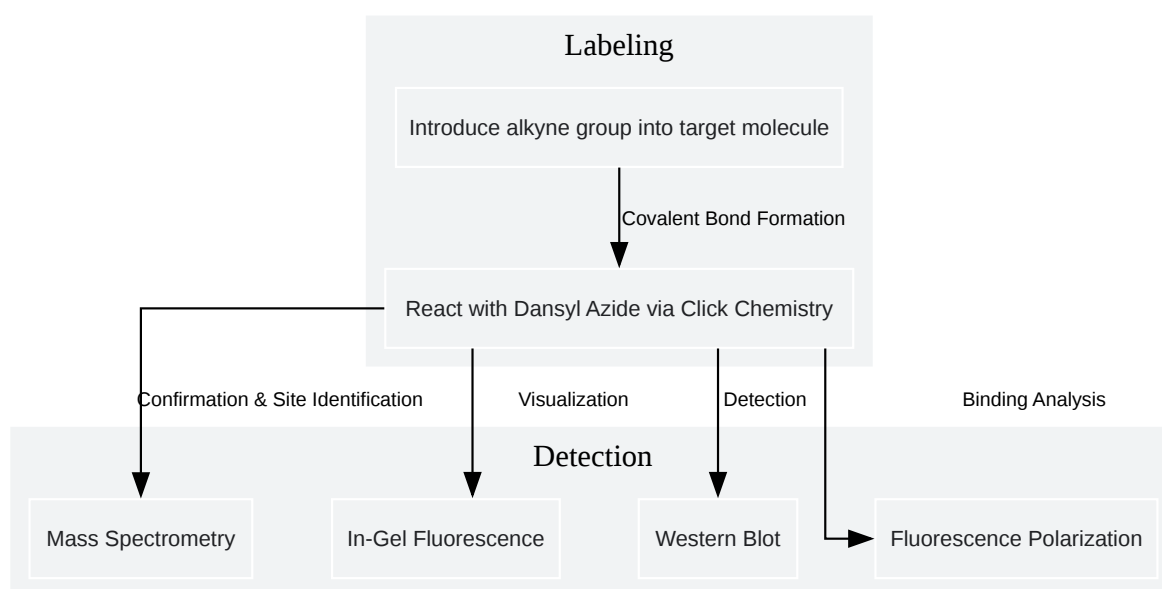 Labeling
Introduce alkyne group into target molecule
Covalent Bond Formation
React with Dansyl Azide via Click Chemistry
Confirmation & Site Identification
Visualization
Detection
Binding Analysis
Detection
Mass Spectrometry
In-Gel Fluorescence
Western Blot
Fluorescence Polarization